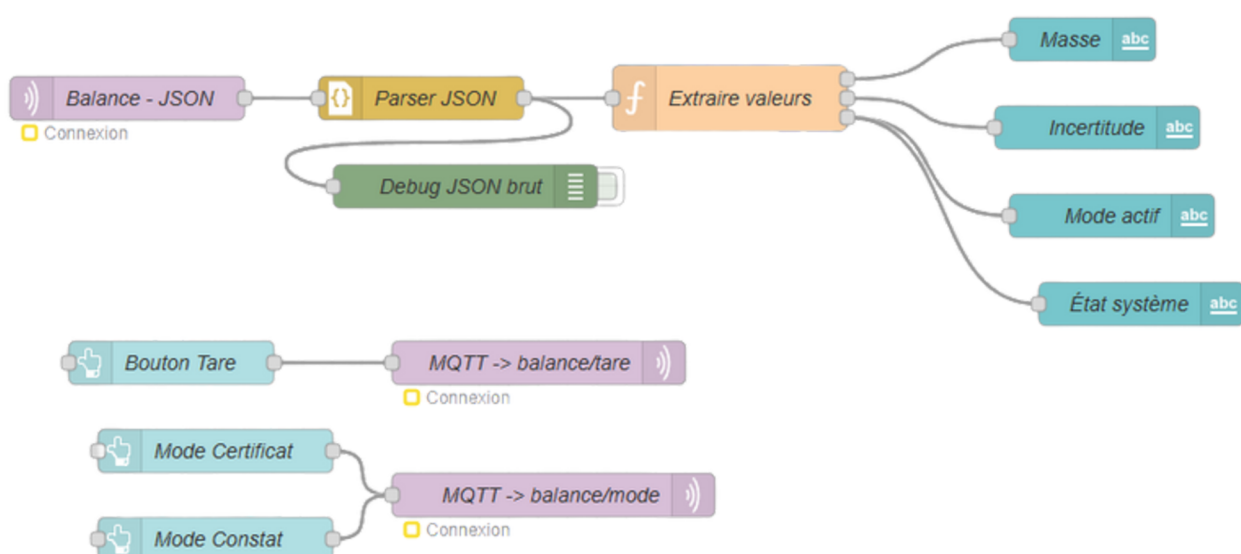 Masse abc
Balance - JSON
Parser JSON
Extraire valeurs
Connexion
Incertitude abc
Debug JSON brut
Mode actif abc
État système abc
Bouton Tare
MQTT -> balance/tare
Connexion
Mode Certificat
MQTT -> balance/mode
Connexion
Mode Constat